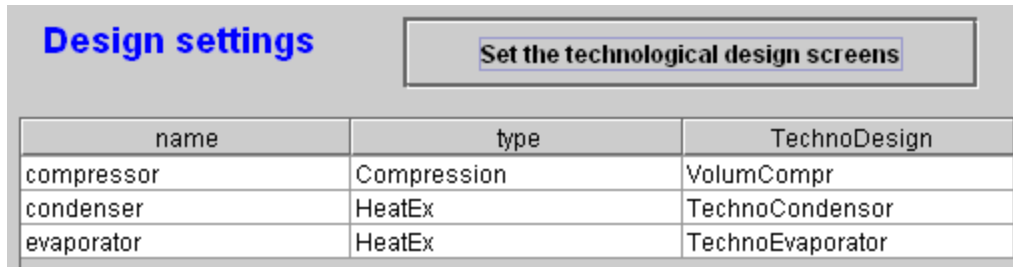 Design settings
Set the technological design screens
name type TechnoDesign
compressor Compression VolumCompr
condenser HeatEx TechnoCondensor
evaporator HeatEx TechnoEvaporator